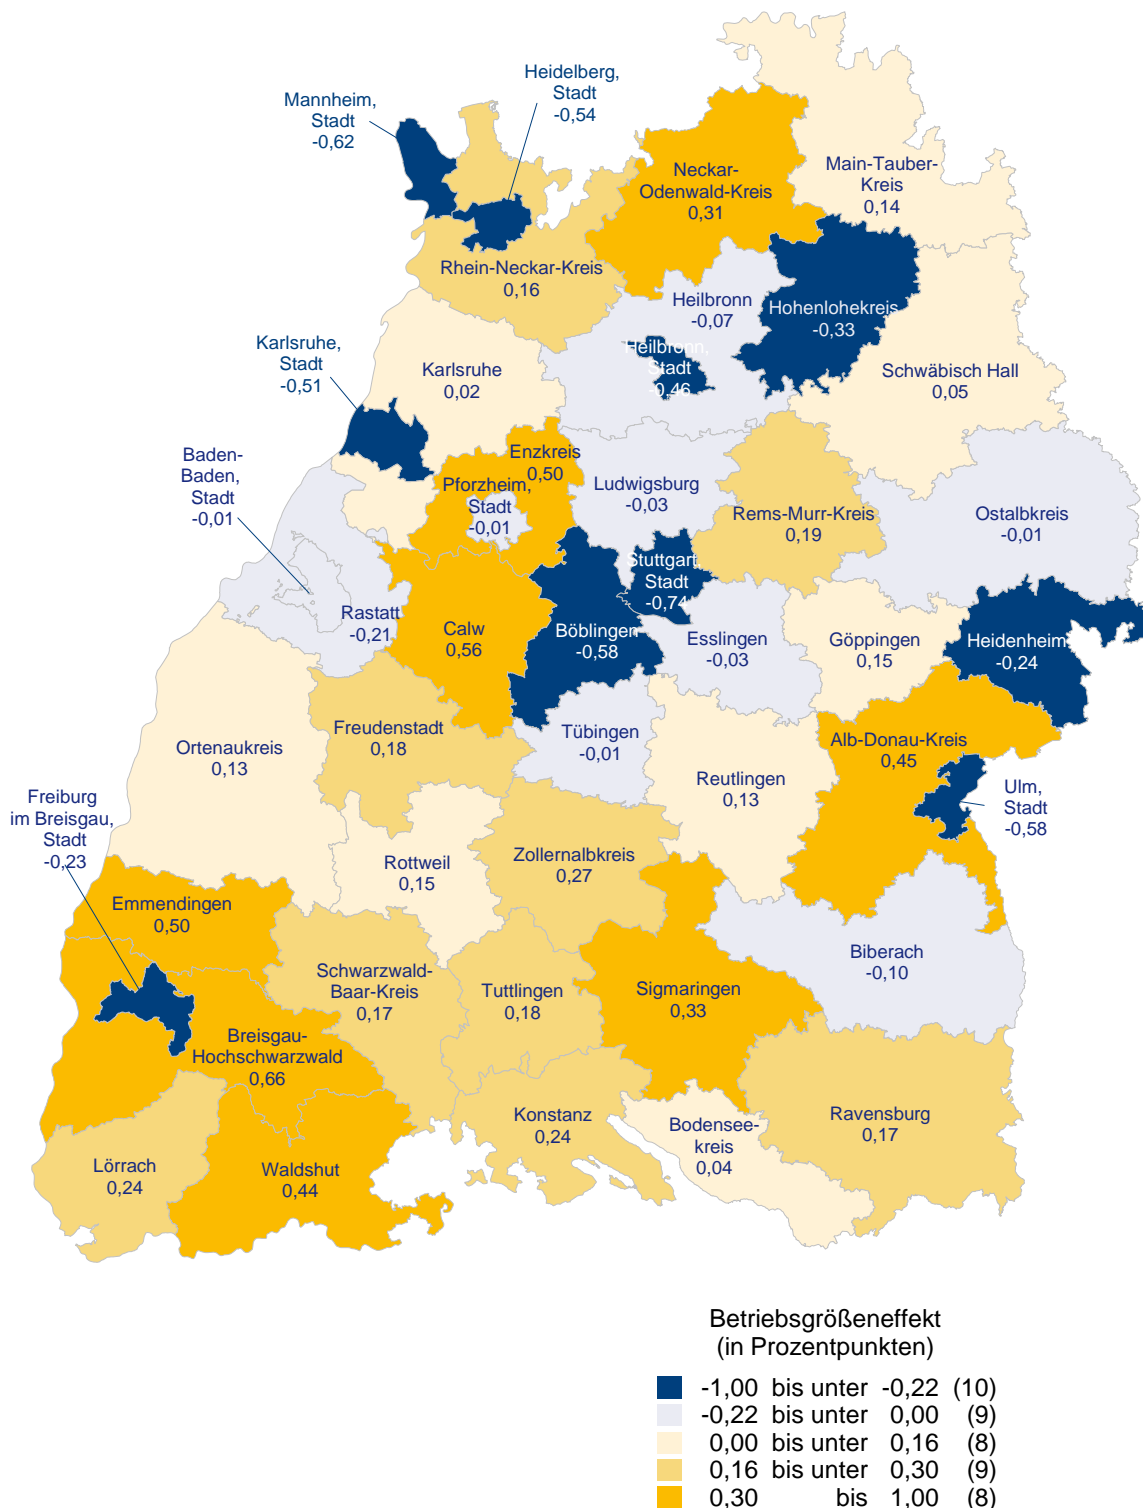 Heidelberg,
Stadt
-0,54
Mannheim,
Stadt
-0,62
Neckar-
Odenwald-Kreis
0,31
Main-Tauber-
Kreis
0,14
Rhein-Neckar-Kreis
0,16
Heilbronn
-0,07
Hohenlohekreis
-0,33
Karlsruhe,
Stadt
-0,51
Heilbronn,
Stadt
-0,46
Karlsruhe
0,02
Schwäbisch Hall
0,05
Baden-
Baden,
Stadt
-0,01
Enzkreis
0,50
Pforzheim,
Stadt
-0,01
Ludwigsburg
-0,03
Rems-Murr-Kreis
0,19
Ostalbkreis
-0,01
Stuttgart,
Stadt
-0,74
Rastatt
-0,21
Calw
0,56
Böblingen
-0,58
Esslingen
-0,03
Göppingen
0,15
Heidenheim
-0,24
Ortenaukreis
0,13
Freudenstadt
0,18
Tübingen
-0,01
Reutlingen
0,13
Alb-Donau-Kreis
0,45
Ulm,
Stadt
-0,58
Freiburg
im Breisgau,
Stadt
-0,23
Rottweil
0,15
Zollernalbkreis
0,27
Emmendingen
0,50
Biberach
-0,10
Schwarzwald-
Baar-Kreis
0,17
Tuttlingen
0,18
Sigmaringen
0,33
Breisgau-
Hochschwarzwald
0,66
Konstanz
0,24
Bodensee-
kreis
0,04
Ravensburg
0,17
Lörrach
0,24
Waldshut
0,44
Betriebsgrößeneffekt
(in Prozentpunkten)
-1,00 bis unter -0,22 (10)
-0,22 bis unter 0,00 (9)
0,00 bis unter 0,16 (8)
0,16 bis unter 0,30 (9)
0,30 bis 1,00 (8)